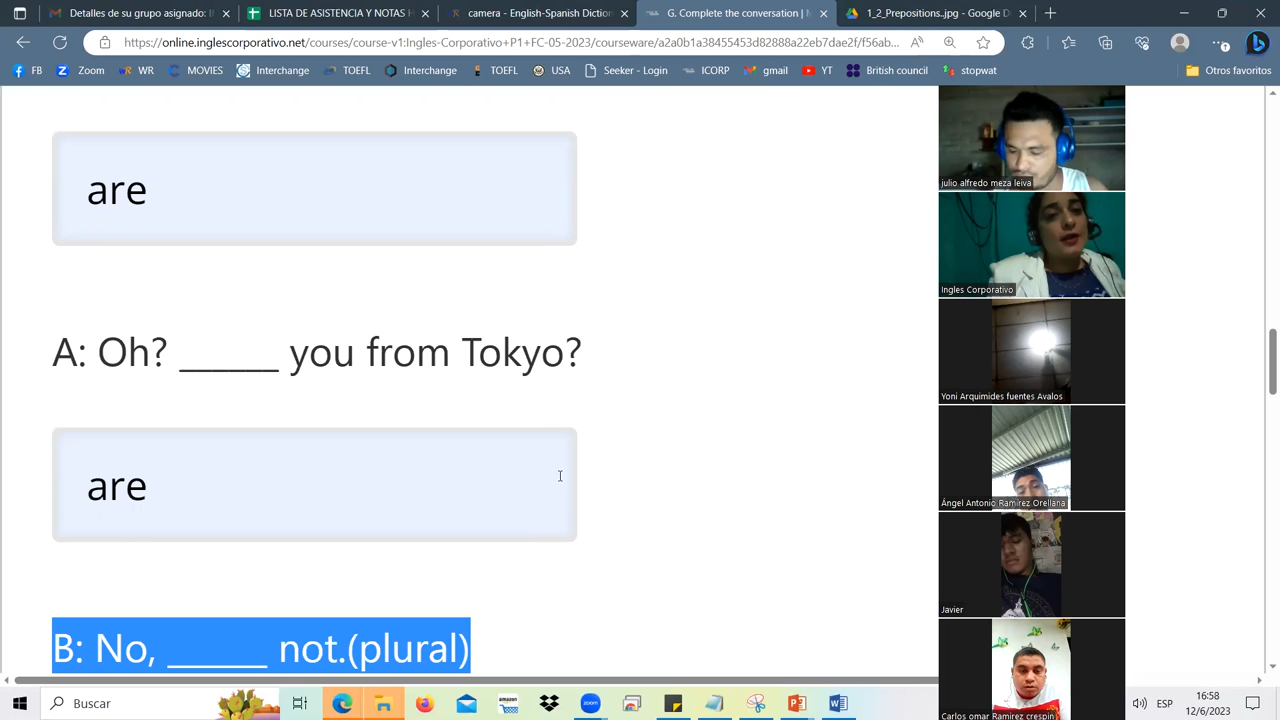 Detalles de su grupo asignado: I
LISTA DE ASISTENCIA Y NOTAS H
camera - English-Spanish Diction
G. Complete the conversation | M
1_2_Prepositions.jpg - Google D
https://online.inglescorporativo.net/courses/course-v1:Ingles-Corporativo+P1+FC-05-2023/courseware/a2a0b1a38455453d82888a22eb7dae2f/f56ab...
FB
Zoom
WR
MOVIES
Interchange
TOEFL
Interchange
TOEFL
USA
Seeker - Login
ICORP
gmail
YT
British council
stopwat
Otros favoritos
are
A: Oh? ______ you from Tokyo?
are
B: No, ______ not.(plural)
julio alfredo meza leiva
Ingles Corporativo
Yoni Arquimides fuentes Avalos
Ángel Antonio Ramirez Orellana
Javier
Carlos omar Ramirez crespin
Buscar
amazon
zoom
ESP
16:58
12/6/2023